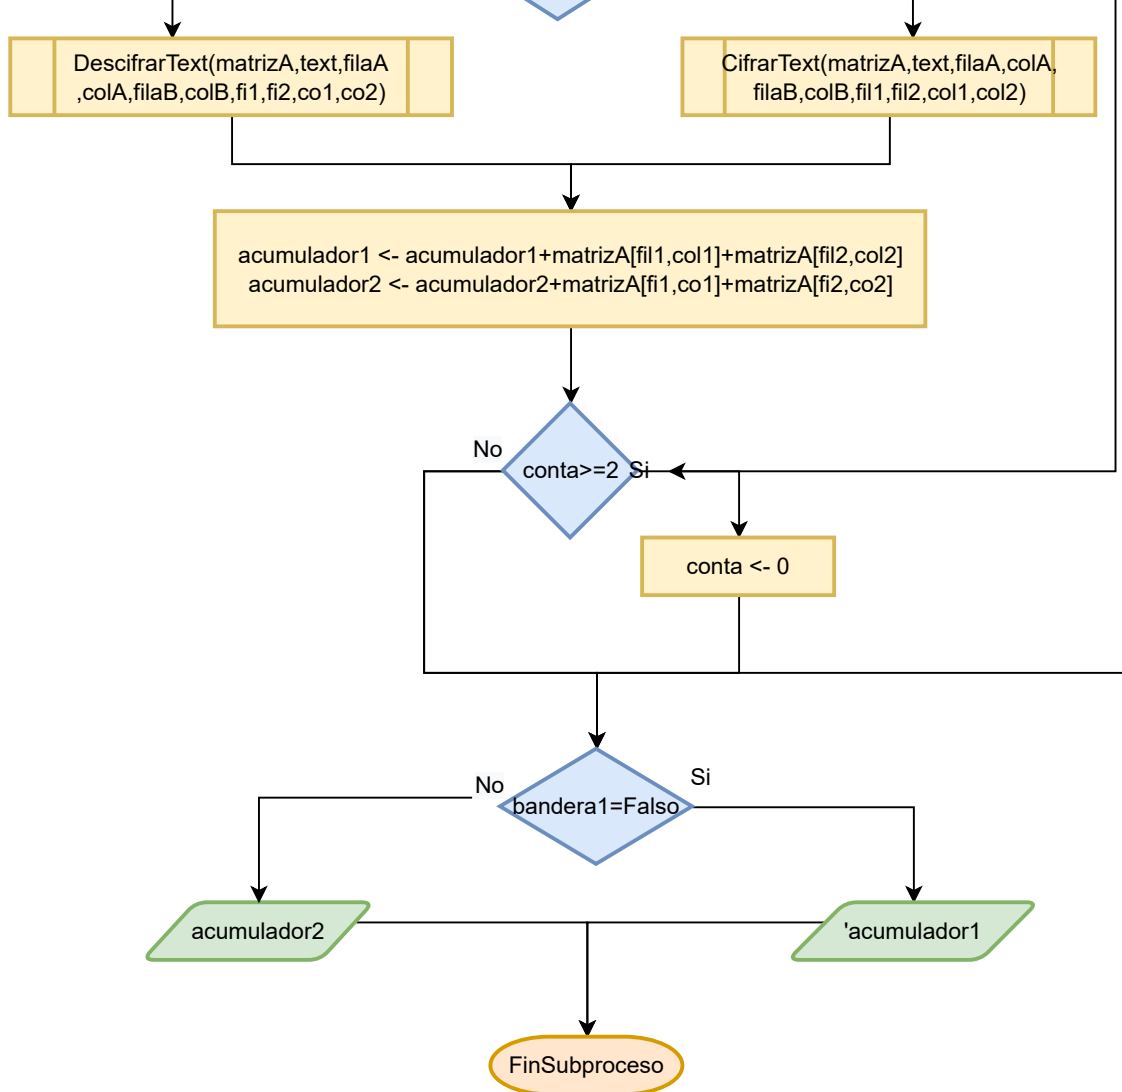 DescifrarText(matrizA,text,filaA
,colA,filaB,colB,fi1,fi2,co1,co2)
CifrarText(matrizA,text,filaA,colA,
filaB,colB,fil1,fil2,col1,col2)
acumulador1 <- acumulador1+matrizA[fil1,col1]+matrizA[fil2,col2]
acumulador2 <- acumulador2+matrizA[fi1,co1]+matrizA[fi2,co2]
No
conta>=2
Si
conta <- 0
No
bandera1=Falso
Si
acumulador2
'acumulador1
FinSubproceso